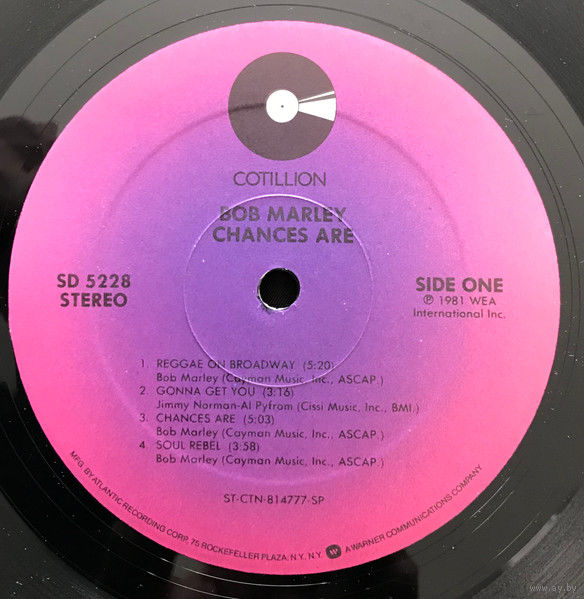 COTILLION
BOB MARLEY
CHANCES ARE
SD 5228
STEREO
SIDE ONE
℗ 1981 WEA
International Inc.
1. REGGAE ON BROADWAY (5:20)
Bob Marley (Cayman Music, Inc., ASCAP.)
2. GONNA GET YOU (3:16)
Jimmy Norman-Al Pyfrom (Cissi Music, Inc., BMI.)
3. CHANCES ARE (5:03)
Bob Marley (Cayman Music, Inc., ASCAP.)
4. SOUL REBEL (3:58)
Bob Marley (Cayman Music, Inc., ASCAP.)
ST-CTN-814777-SP
MFG. BY ATLANTIC RECORDING CORP. 75 ROCKEFELLER PLAZA, N.Y. N.Y. W A WARNER COMMUNICATIONS COMPANY
www.ay.by